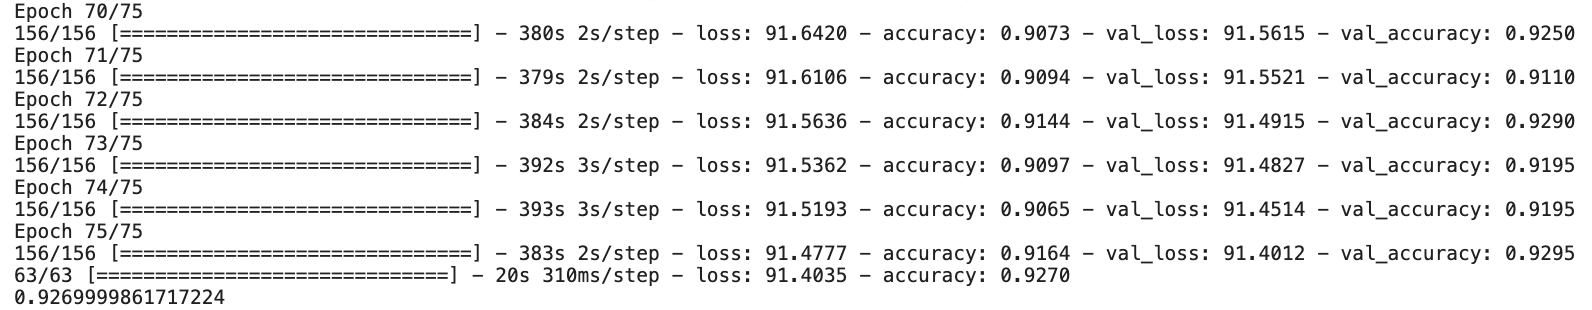 Epoch 70/75
156/156 [==============================] - 380s 2s/step - loss: 91.6420 - accuracy: 0.9073 - val_loss: 91.5615 - val_accuracy: 0.9250
Epoch 71/75
156/156 [==============================] - 379s 2s/step - loss: 91.6106 - accuracy: 0.9094 - val_loss: 91.5521 - val_accuracy: 0.9110
Epoch 72/75
156/156 [==============================] - 384s 2s/step - loss: 91.5636 - accuracy: 0.9144 - val_loss: 91.4915 - val_accuracy: 0.9290
Epoch 73/75
156/156 [==============================] - 392s 3s/step - loss: 91.5362 - accuracy: 0.9097 - val_loss: 91.4827 - val_accuracy: 0.9195
Epoch 74/75
156/156 [==============================] - 393s 3s/step - loss: 91.5193 - accuracy: 0.9065 - val_loss: 91.4514 - val_accuracy: 0.9195
Epoch 75/75
156/156 [==============================] - 383s 2s/step - loss: 91.4777 - accuracy: 0.9164 - val_loss: 91.4012 - val_accuracy: 0.9295
63/63 [==============================] - 20s 310ms/step - loss: 91.4035 - accuracy: 0.9270
0.9269999861717224